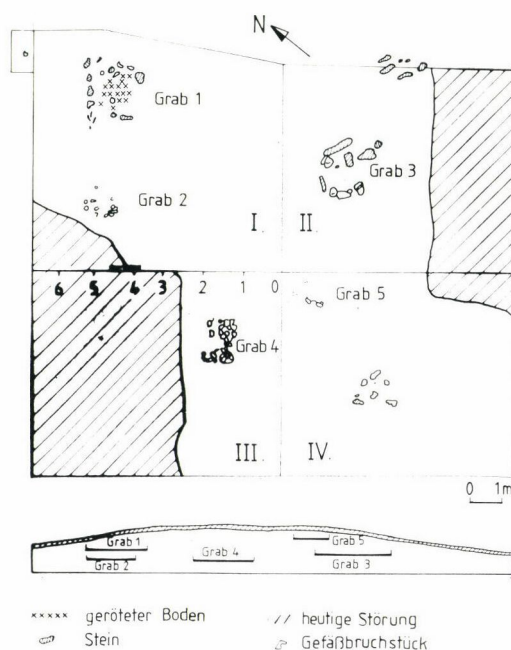 N
Grab 1
Grab 2
I.
Grab 3
II
6 5 4 3 2 1 0
Grab 5
Grab 4
III.
IV.
0 1m
Grab 1
Grab 5
Grab 2
Grab 4
Grab 3
xxxxx geröteter Boden
// heutige Störung
Stein
Gefäßbruchstück